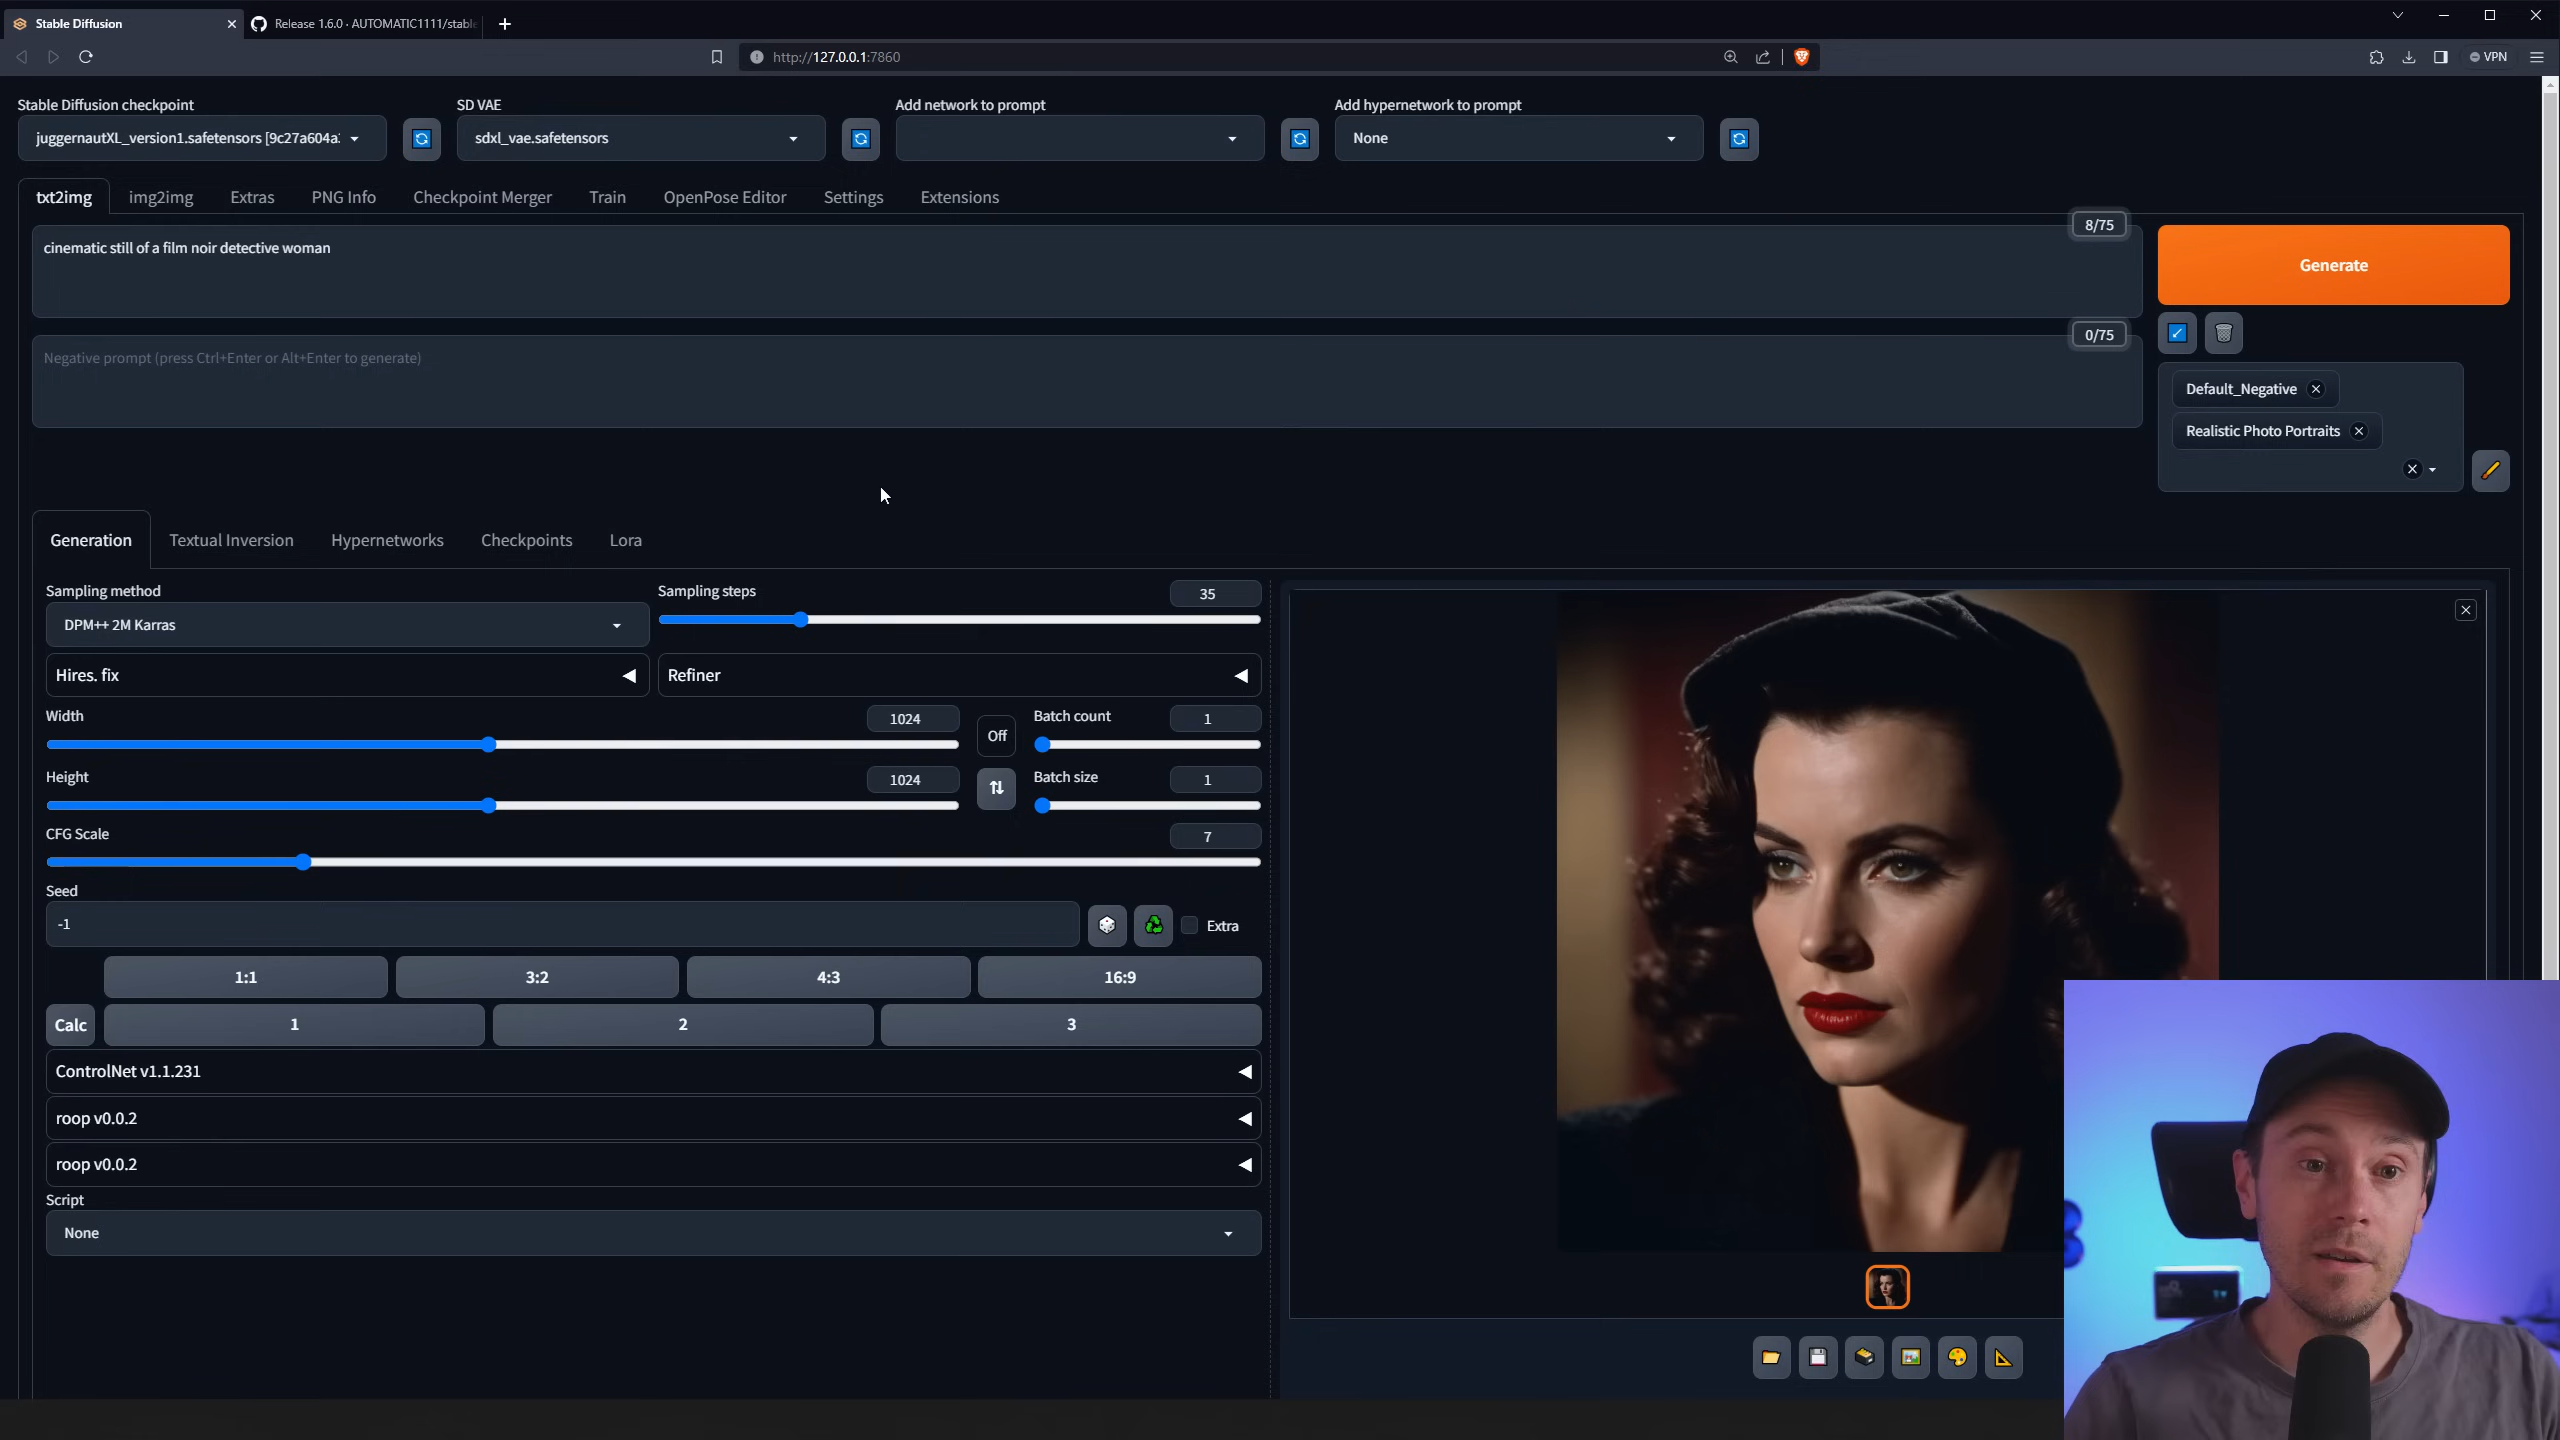 Stable Diffusion
Release 1.6.0 · AUTOMATIC1111/stable
http://127.0.0.1:7860
VPN
Stable Diffusion checkpoint
SD VAE
Add network to prompt
Add hypernetwork to prompt
juggernautXL_version1.safetensors [9c27a604a
sdxl_vae.safetensors
None
txt2img
img2img
Extras
PNG Info
Checkpoint Merger
Train
OpenPose Editor
Settings
Extensions
8/75
cinematic still of a film noir detective woman
Generate
0/75
Negative prompt (press Ctrl+Enter or Alt+Enter to generate)
Default_Negative
Realistic Photo Portraits
Generation
Textual Inversion
Hypernetworks
Checkpoints
Lora
Sampling method
Sampling steps
35
DPM++ 2M Karras
Hires. fix
Refiner
Width
1024
Off
Batch count
1
Height
1024
Batch size
1
CFG Scale
7
Seed
-1
Extra
1:1
3:2
4:3
16:9
Calc
1
2
3
ControlNet v1.1.231
roop v0.0.2
roop v0.0.2
Script
None